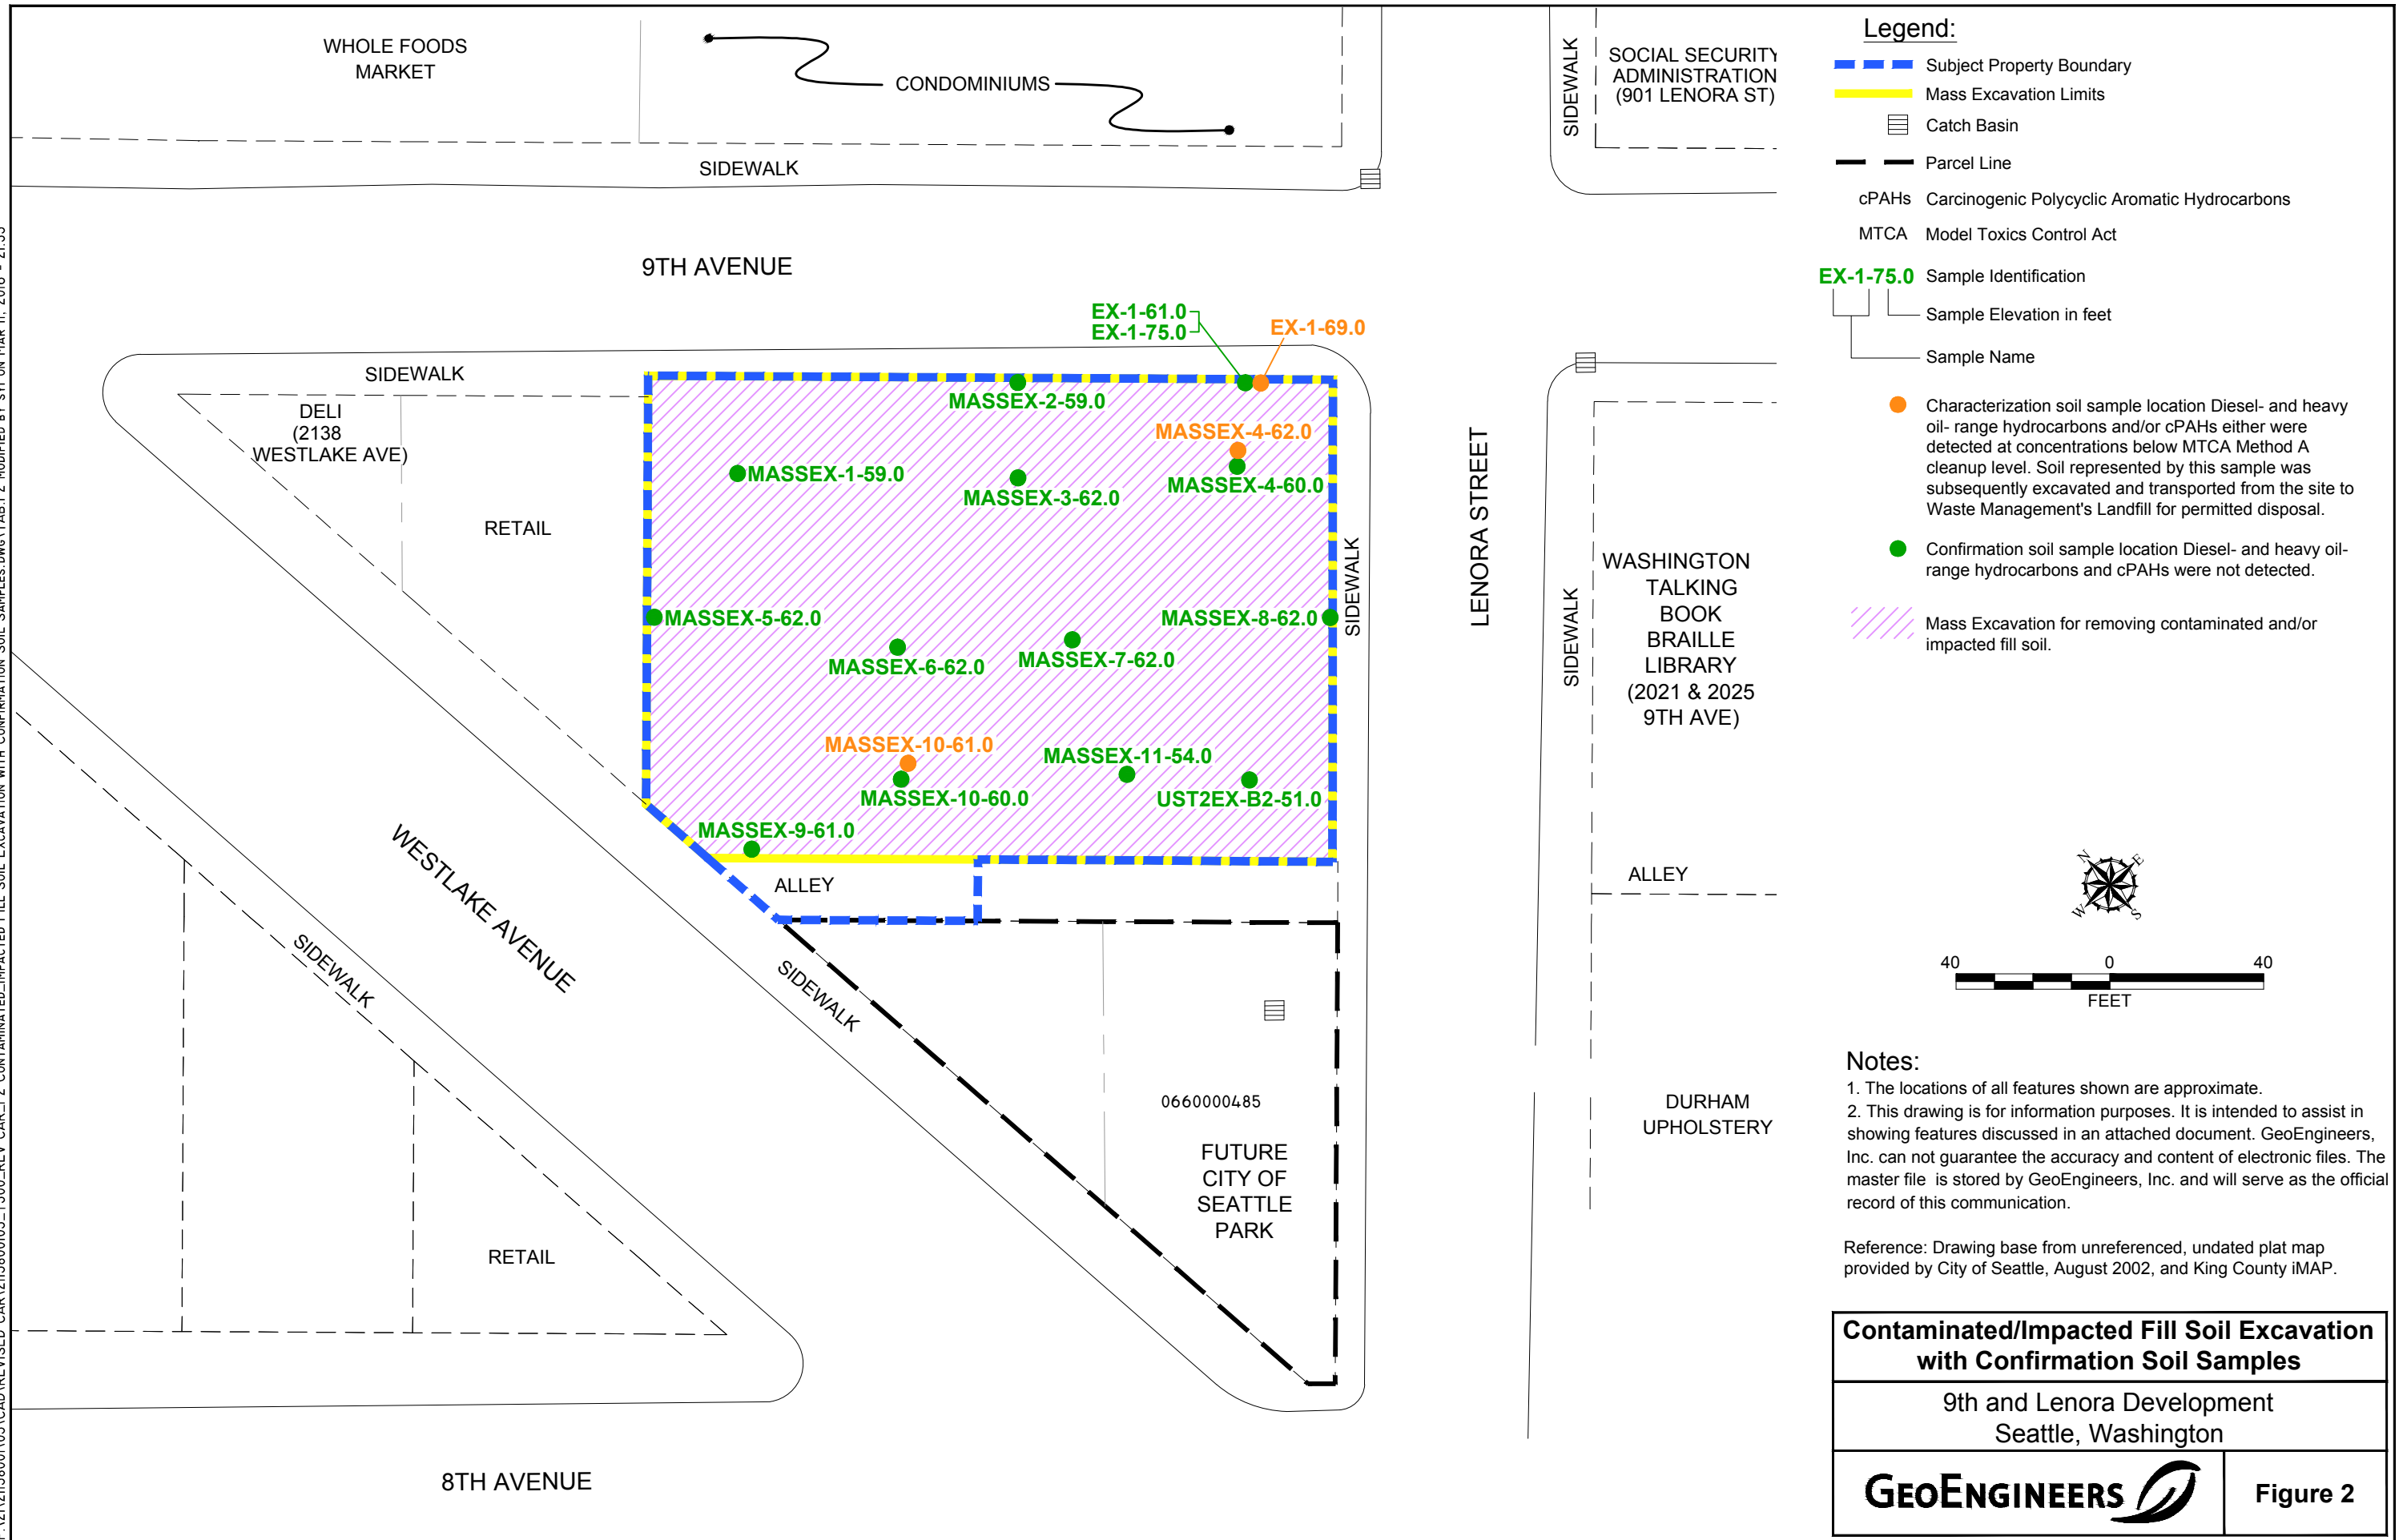 WHOLE FOODS
MARKET
CONDOMINIUMS
SIDEWALK
SIDEWALK
SOCIAL SECURITY
ADMINISTRATION
(901 LENORA ST)
9TH AVENUE
SIDEWALK
DELI
(2138
WESTLAKE AVE)
RETAIL
EX-1-61.0
EX-1-75.0
EX-1-69.0
MASSEX-2-59.0
MASSEX-4-62.0
MASSEX-1-59.0
MASSEX-3-62.0
MASSEX-4-60.0
MASSEX-5-62.0
MASSEX-8-62.0
MASSEX-6-62.0
MASSEX-7-62.0
MASSEX-10-61.0
MASSEX-11-54.0
MASSEX-10-60.0
UST2EX-B2-51.0
MASSEX-9-61.0
ALLEY
SIDEWALK
LENORA STREET
SIDEWALK
WASHINGTON
TALKING
BOOK
BRAILLE
LIBRARY
(2021 & 2025
9TH AVE)
ALLEY
DURHAM
UPHOLSTERY
WESTLAKE AVENUE
SIDEWALK
SIDEWALK
RETAIL
0660000485
FUTURE
CITY OF
SEATTLE
PARK
8TH AVENUE
Legend:
Subject Property Boundary
Mass Excavation Limits
Catch Basin
Parcel Line
cPAHs Carcinogenic Polycyclic Aromatic Hydrocarbons
MTCA Model Toxics Control Act
EX-1-75.0 Sample Identification
Sample Elevation in feet
Sample Name
Characterization soil sample location Diesel- and heavy
oil- range hydrocarbons and/or cPAHs either were
detected at concentrations below MTCA Method A
cleanup level. Soil represented by this sample was
subsequently excavated and transported from the site to
Waste Management's Landfill for permitted disposal.
Confirmation soil sample location Diesel- and heavy oil-
range hydrocarbons and cPAHs were not detected.
Mass Excavation for removing contaminated and/or
impacted fill soil.
N E
W S
40 0 40
FEET
Notes:
1. The locations of all features shown are approximate.
2. This drawing is for information purposes. It is intended to assist in
showing features discussed in an attached document. GeoEngineers,
Inc. can not guarantee the accuracy and content of electronic files. The
master file is stored by GeoEngineers, Inc. and will serve as the official
record of this communication.
Reference: Drawing base from unreferenced, undated plat map
provided by City of Seattle, August 2002, and King County iMAP.
Contaminated/Impacted Fill Soil Excavation
with Confirmation Soil Samples
9th and Lenora Development
Seattle, Washington
GEOENGINEERS
Figure 2